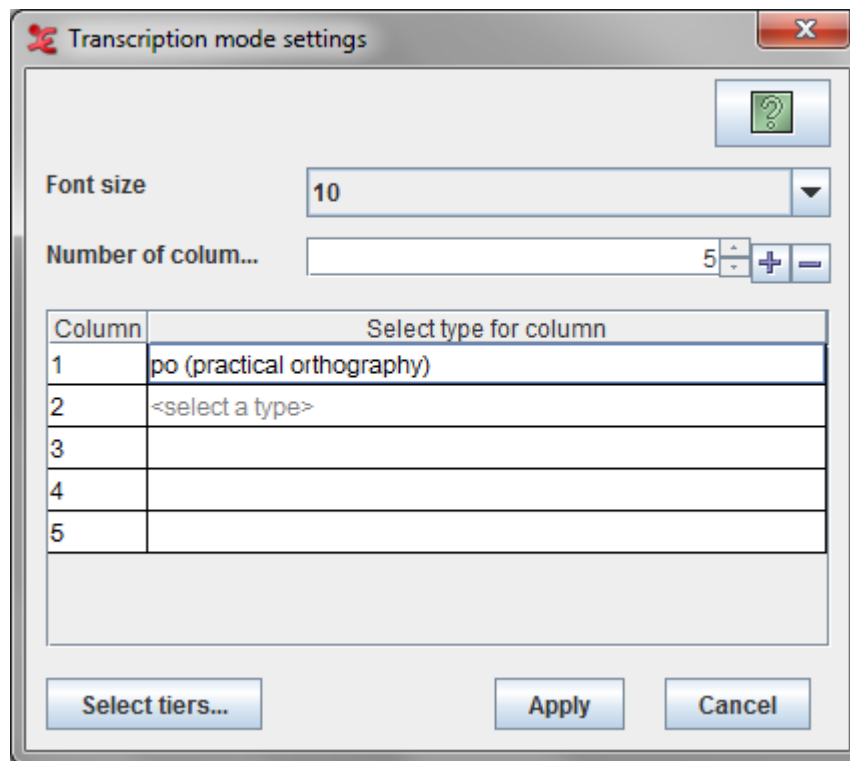 Transcription mode settings
Font size
10
Number of colum...
5
Column Select type for column
1 po (practical orthography)
2 <select a type>
3
4
5
Select tiers... Apply Cancel